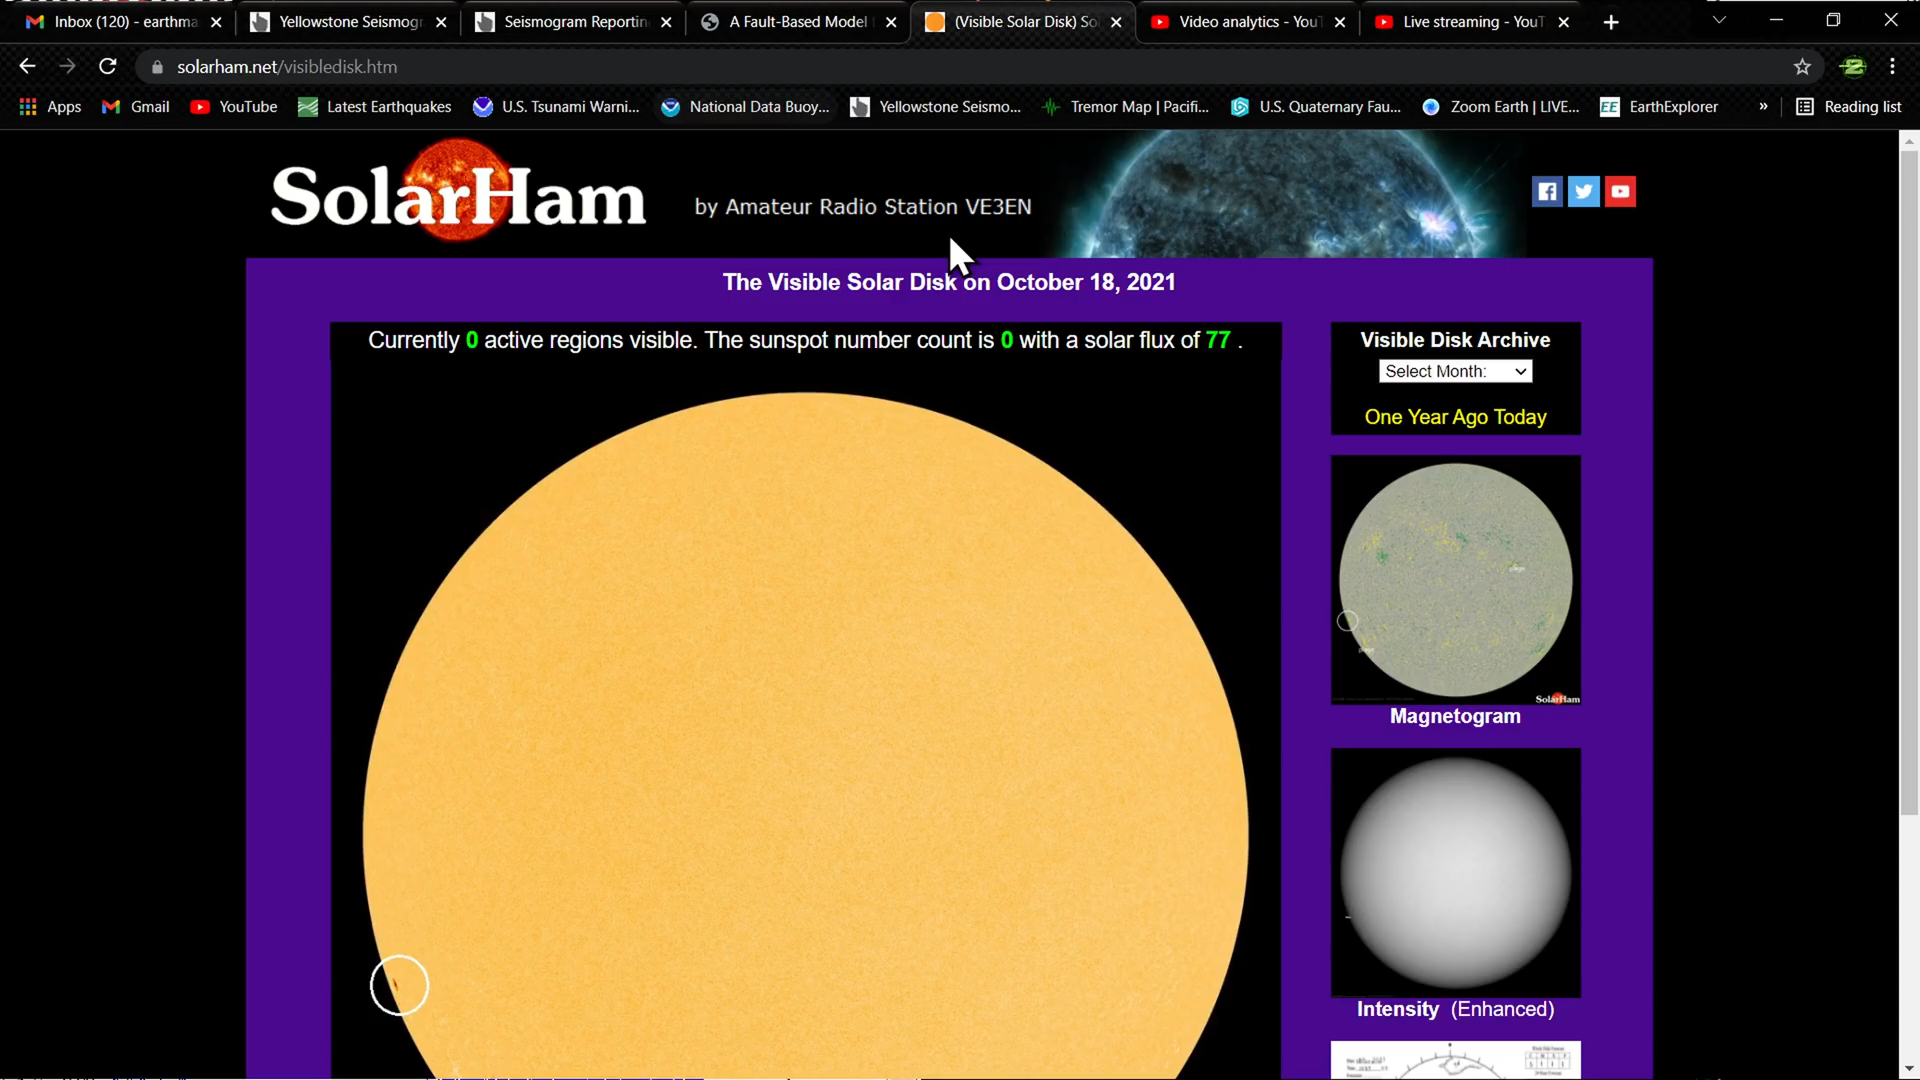 Inbox (120) - earthma
Yellowstone Seismogr
Seismogram Reportin
A Fault-Based Model
(Visible Solar Disk) So
Video analytics - YouT
Live streaming - YouT
solarham.net/visibledisk.htm
Apps
Gmail
YouTube
Latest Earthquakes
U.S. Tsunami Warni...
National Data Buoy...
Yellowstone Seismo...
Tremor Map | Pacifi...
U.S. Quaternary Fau...
Zoom Earth | LIVE...
EE EarthExplorer
»
Reading list
SolarHam
by Amateur Radio Station VE3EN
The Visible Solar Disk on October 18, 2021
Currently 0 active regions visible. The sunspot number count is 0 with a solar flux of 77 .
Visible Disk Archive
Select Month:
One Year Ago Today
SolarHam
Magnetogram
Intensity (Enhanced)